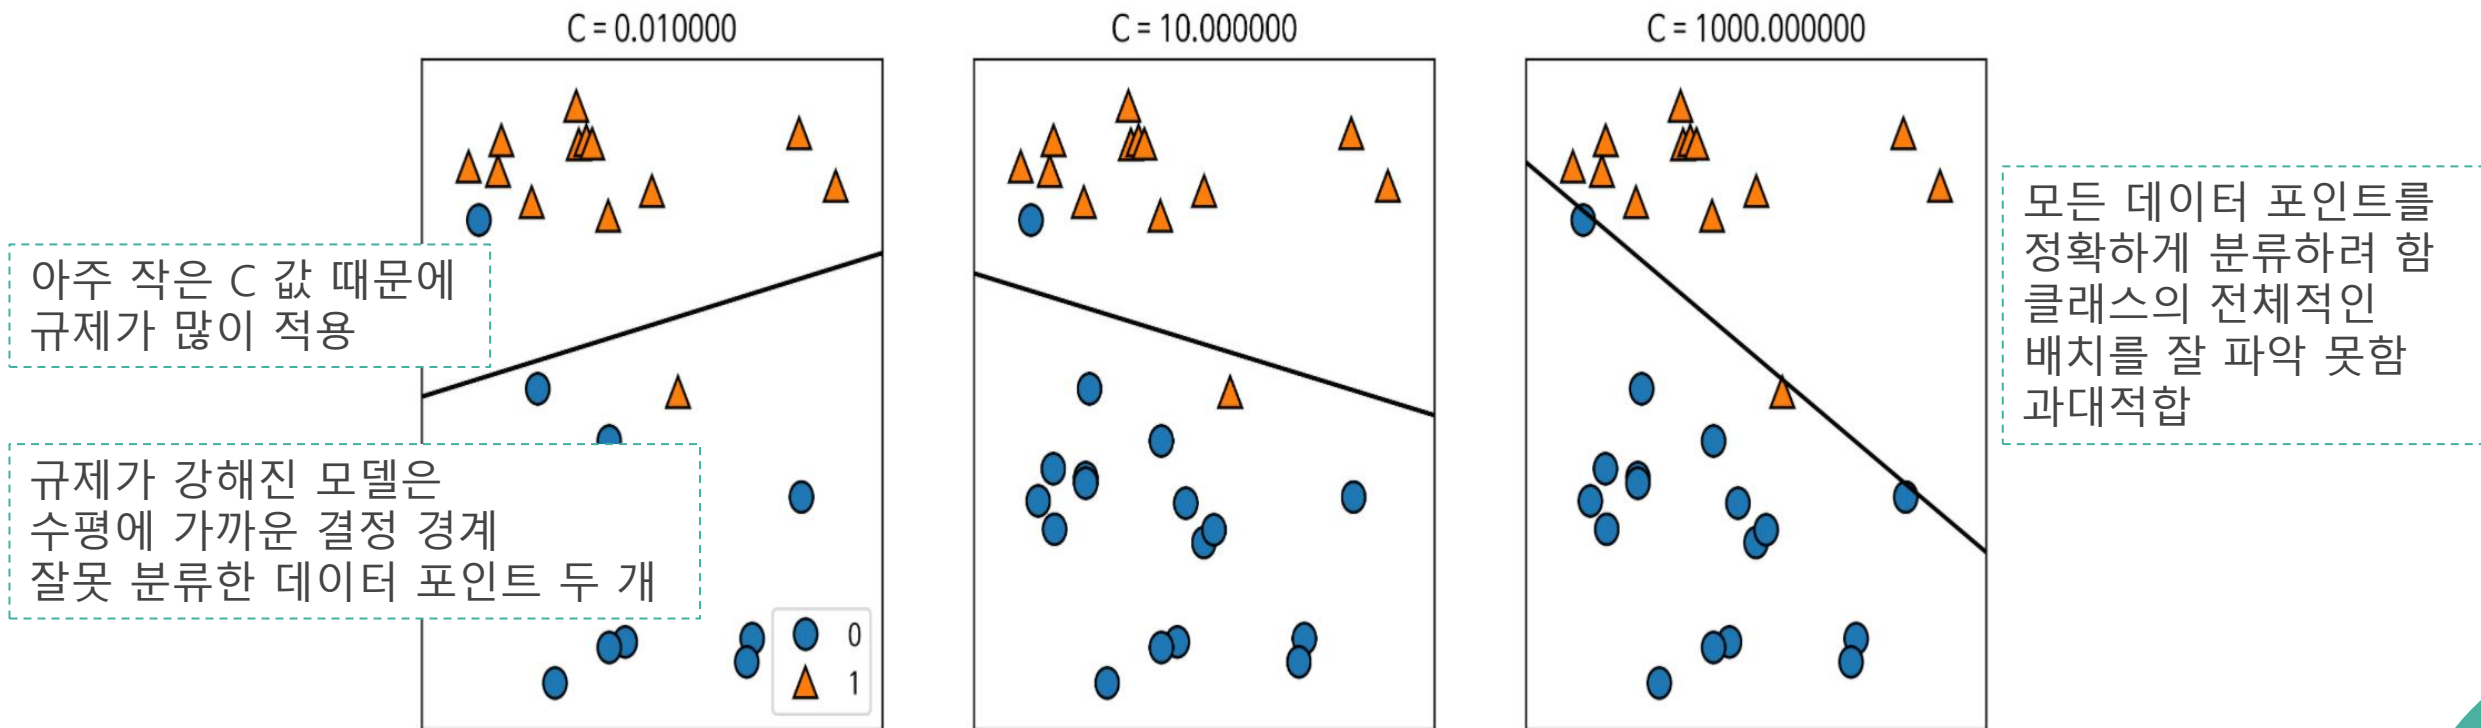 C = 0.010000
C = 10.000000
C = 1000.000000
아주 작은 C 값 때문에
규제가 많이 적용
규제가 강해진 모델은
수평에 가까운 결정 경계
잘못 분류한 데이터 포인트 두 개
0
1
모든 데이터 포인트를
정확하게 분류하려 함
클래스의 전체적인
배치를 잘 파악 못함
과대적합